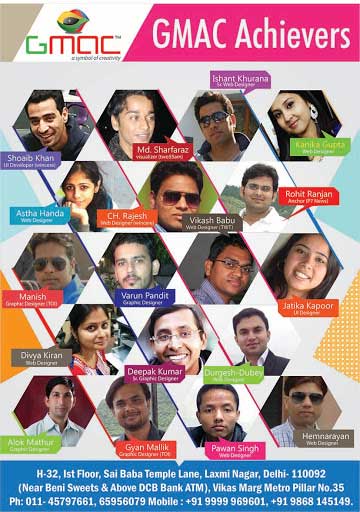 GMAC TM
a symbol of creativity
GMAC Achievers
Ishant Khurana
Sr. Web Designer
Shoaib Khan
UI Developer (wincere)
Md. Sharfaraz
visualizer (two55am)
Kanika Gupta
Web Designer
Astha Handa
Web Designer
CH. Rajesh
Web Designer (wincere)
Vikash Babu
Web Designer (TWT)
Rohit Ranjan
Anchor (P7 News)
Manish
Graphic Designer (TOI)
Varun Pandit
Graphic Designer
Jatika Kapoor
UI Designer
Divya Kiran
Web Designer
Deepak Kumar
Sr. Graphic Designer
Durgesh-Dubey
Web Designer
Alok Mathur
Graphic Designer
Gyan Mallik
Graphic Designer (TOI)
Pawan Singh
Web Designer
Hemnarayan
Web Designer
H-32, Ist Floor, Sai Baba Temple Lane, Laxmi Nagar, Delhi- 110092
(Near Beni Sweets & Above DCB Bank ATM), Vikas Marg Metro Pillar No.35
Ph: 011- 45797661, 65956079 Mobile : +91 9999 969601, +91 9868 145149.